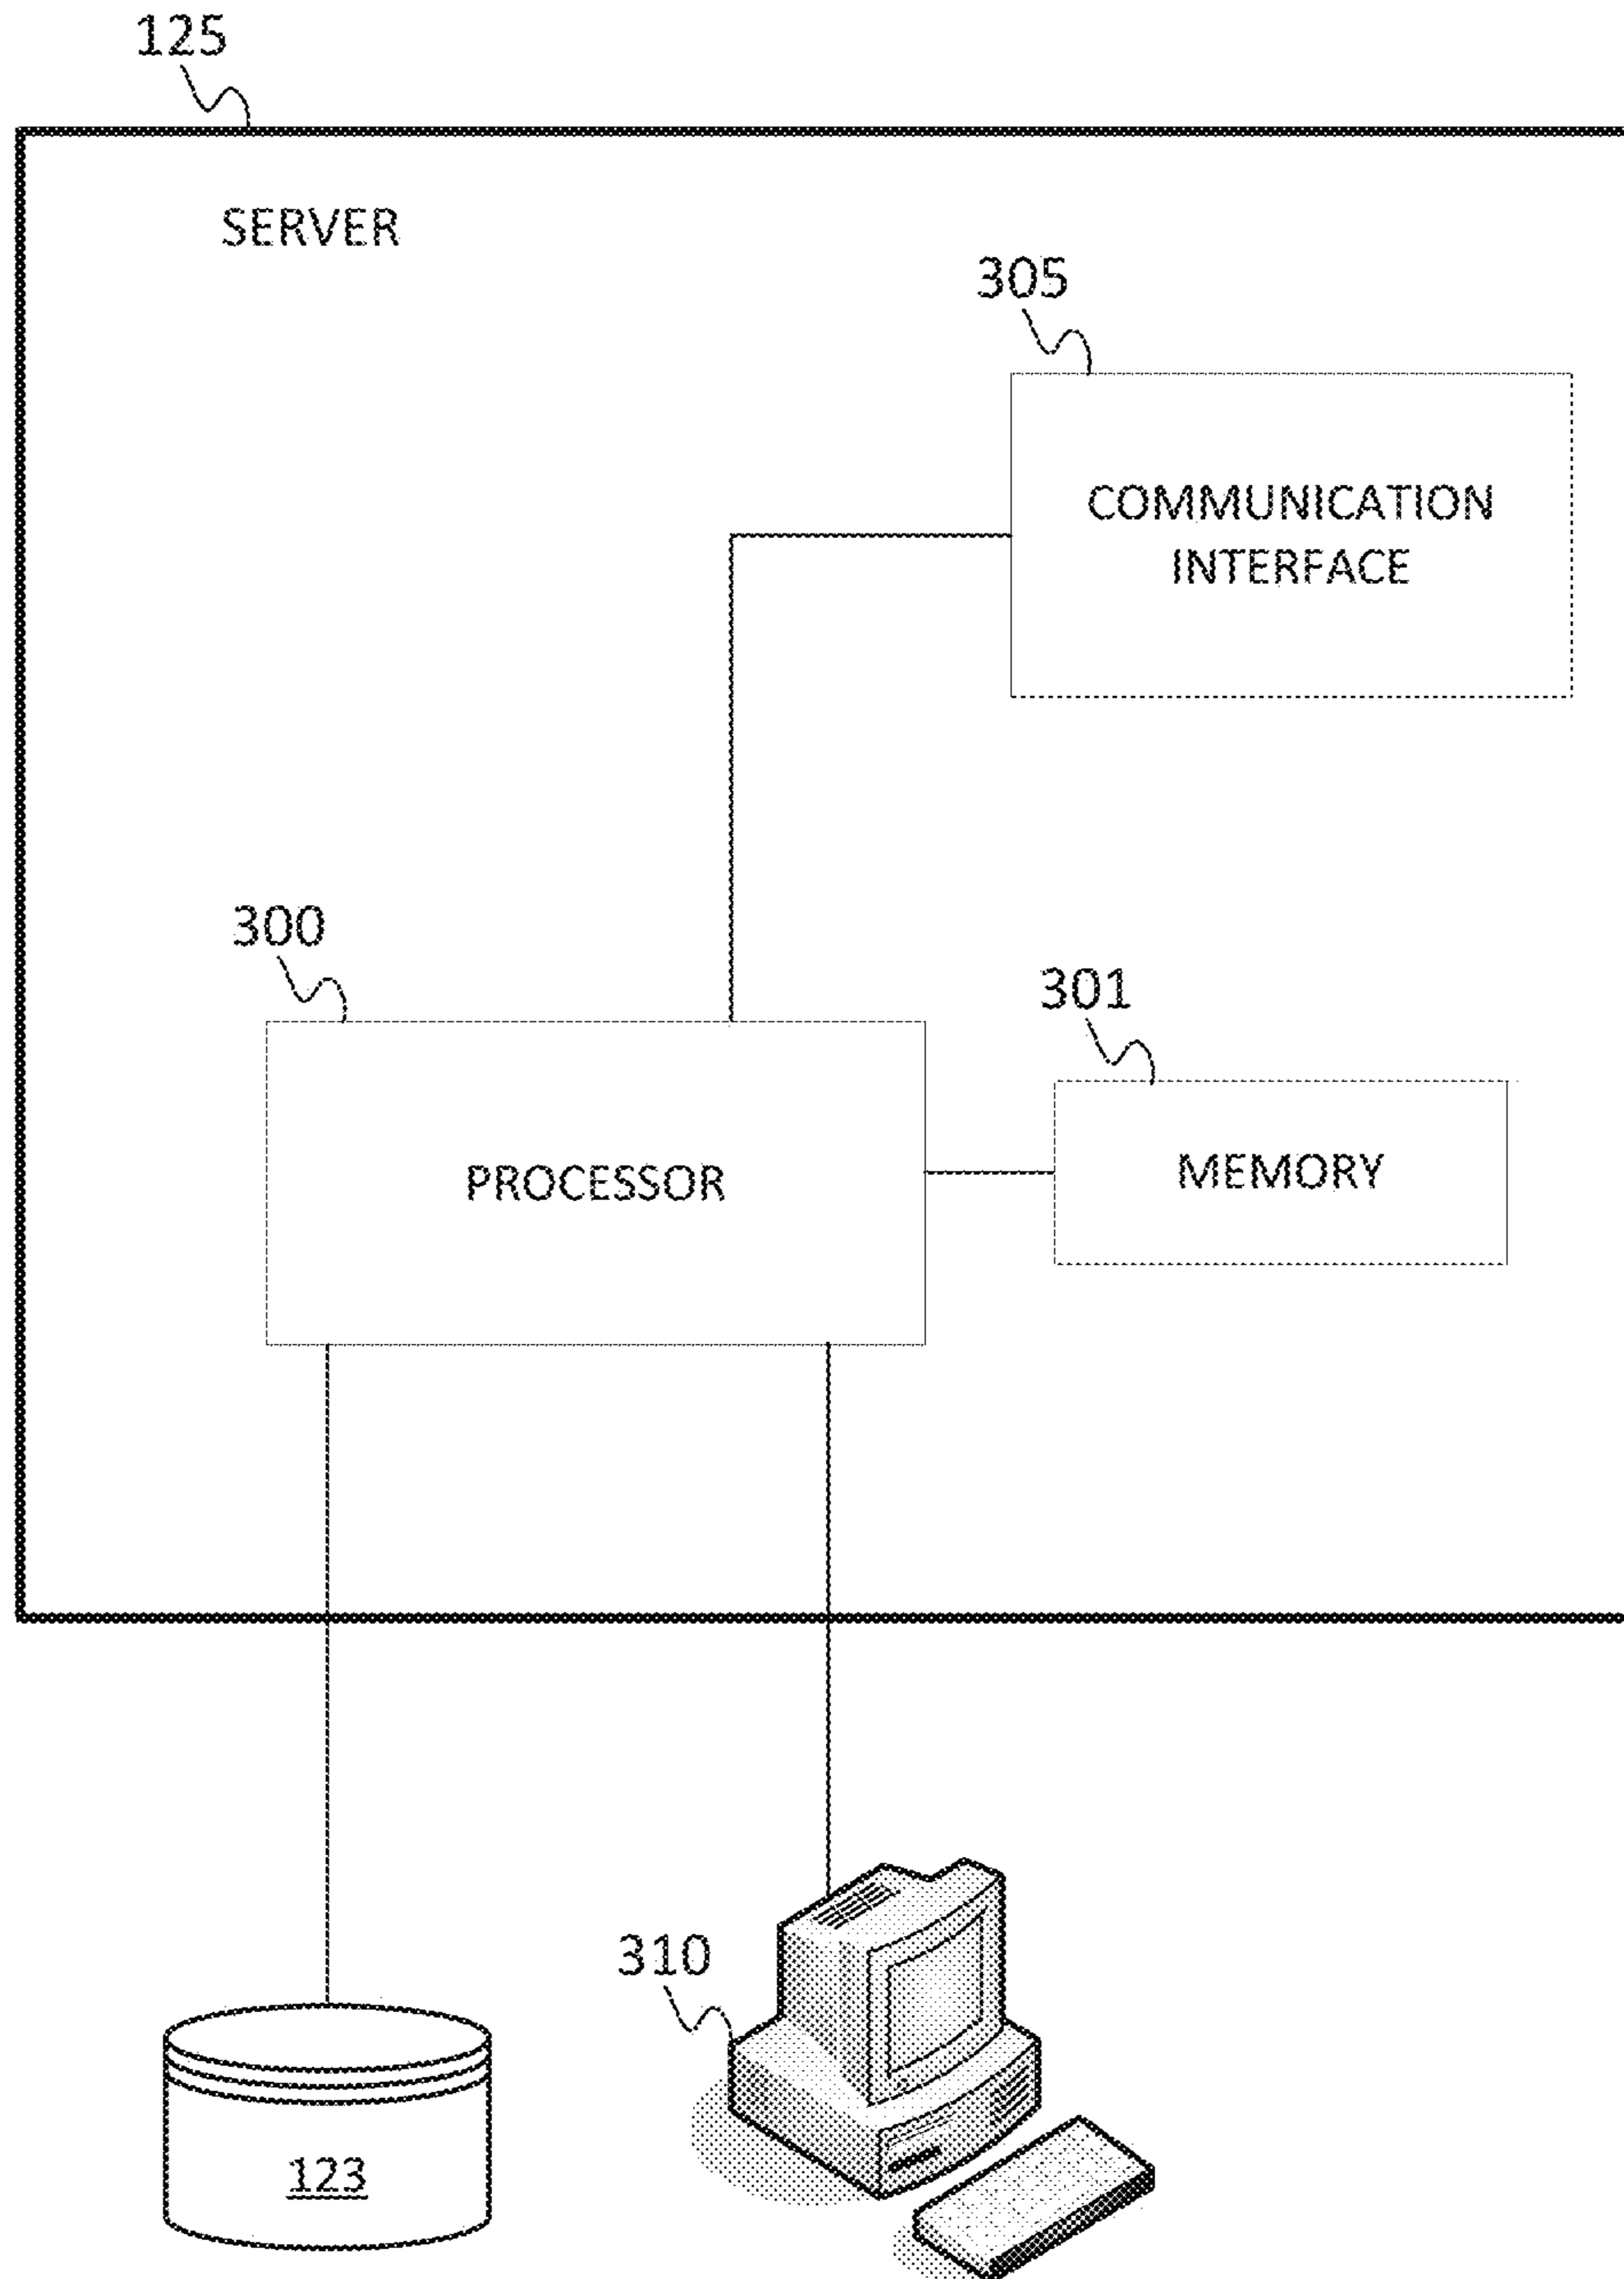 125
SERVER
305
COMMUNICATION
INTERFACE
300
301
PROCESSOR
MEMORY
310
123